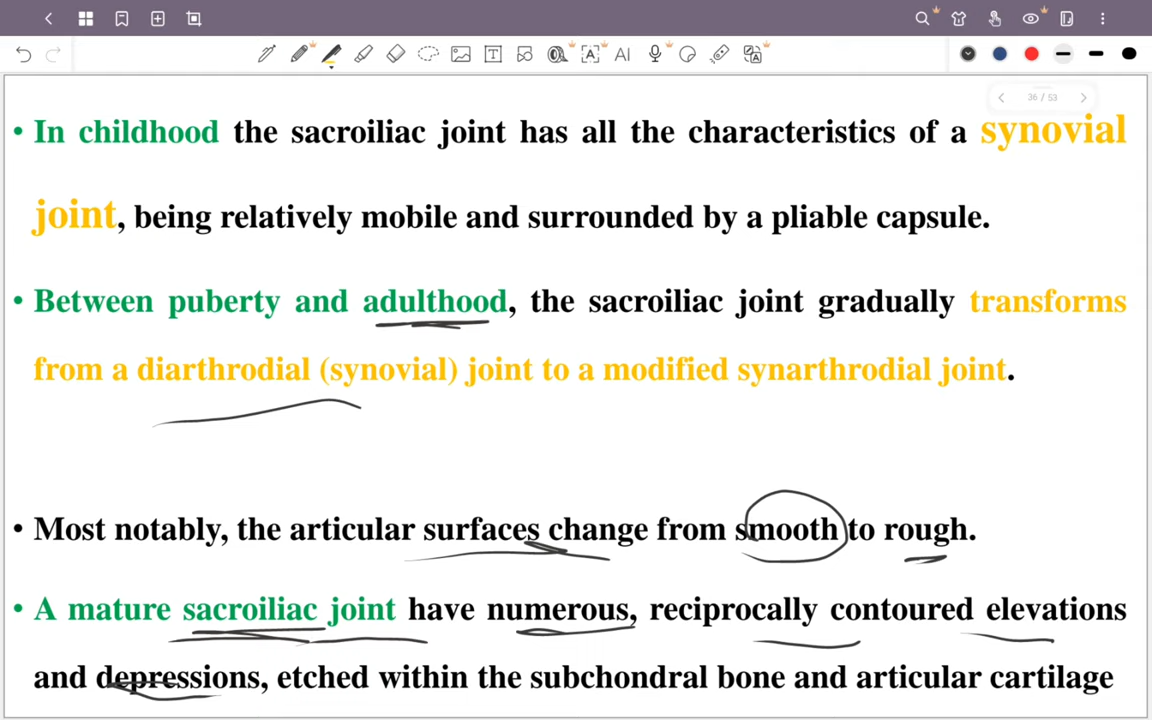 AI
36 / 53
• In childhood the sacroiliac joint has all the characteristics of a synovial
joint, being relatively mobile and surrounded by a pliable capsule.
• Between puberty and adulthood, the sacroiliac joint gradually transforms
from a diarthrodial (synovial) joint to a modified synarthrodial joint.
• Most notably, the articular surfaces change from smooth to rough.
• A mature sacroiliac joint have numerous, reciprocally contoured elevations
and depressions, etched within the subchondral bone and articular cartilage